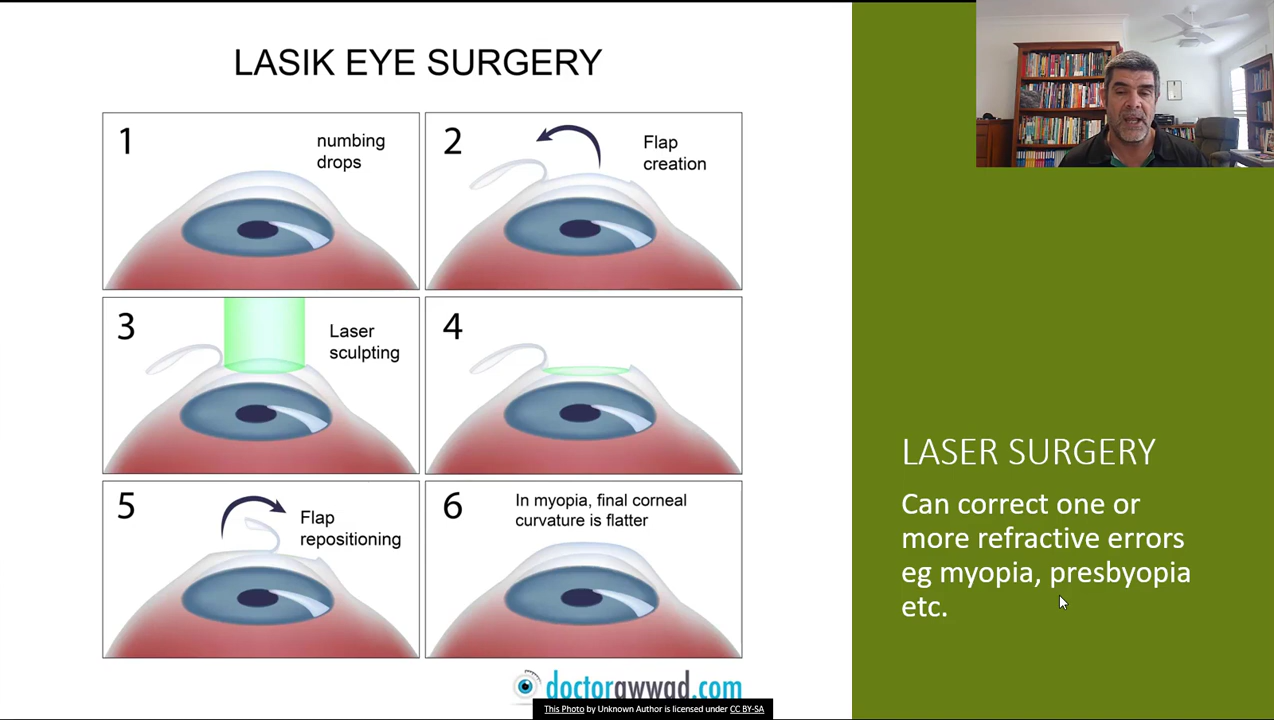 LASIK EYE SURGERY
1
numbing
drops
2
Flap
creation
3
Laser
sculpting
4
5
Flap
repositioning
6
In myopia, final corneal
curvature is flatter
doctorawwad.com
This Photo by Unknown Author is licensed under CC BY-SA
LASER SURGERY
Can correct one or
more refractive errors
eg myopia, presbyopia
etc.